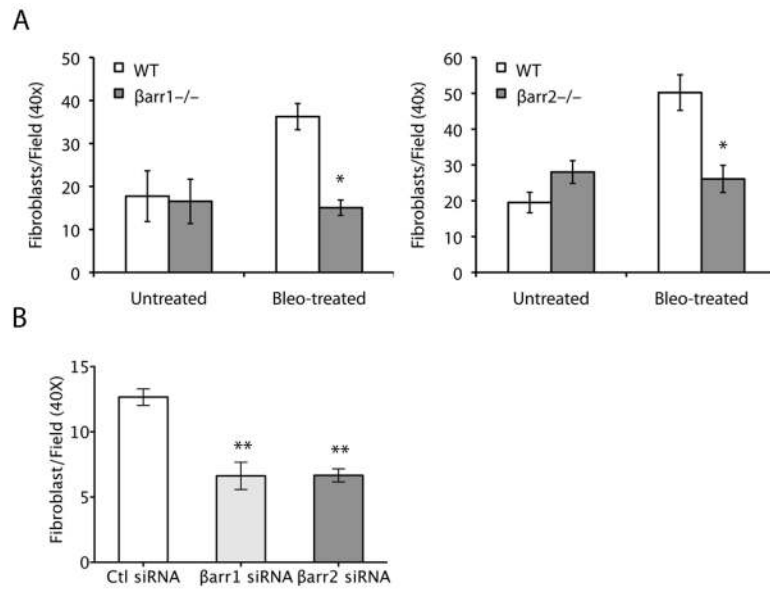 A
Fibroblasts/Field (40x)
50
40
30
20
10
0
WT
βarr1–/–
*
Untreated
Bleo-treated
Fibroblasts/Field (40x)
60
50
40
30
20
10
0
WT
βarr2–/–
*
Untreated
Bleo-treated
B
Fibroblast/Field (40X)
15
10
5
0
**
**
Ctl siRNA
βarr1 siRNA
βarr2 siRNA